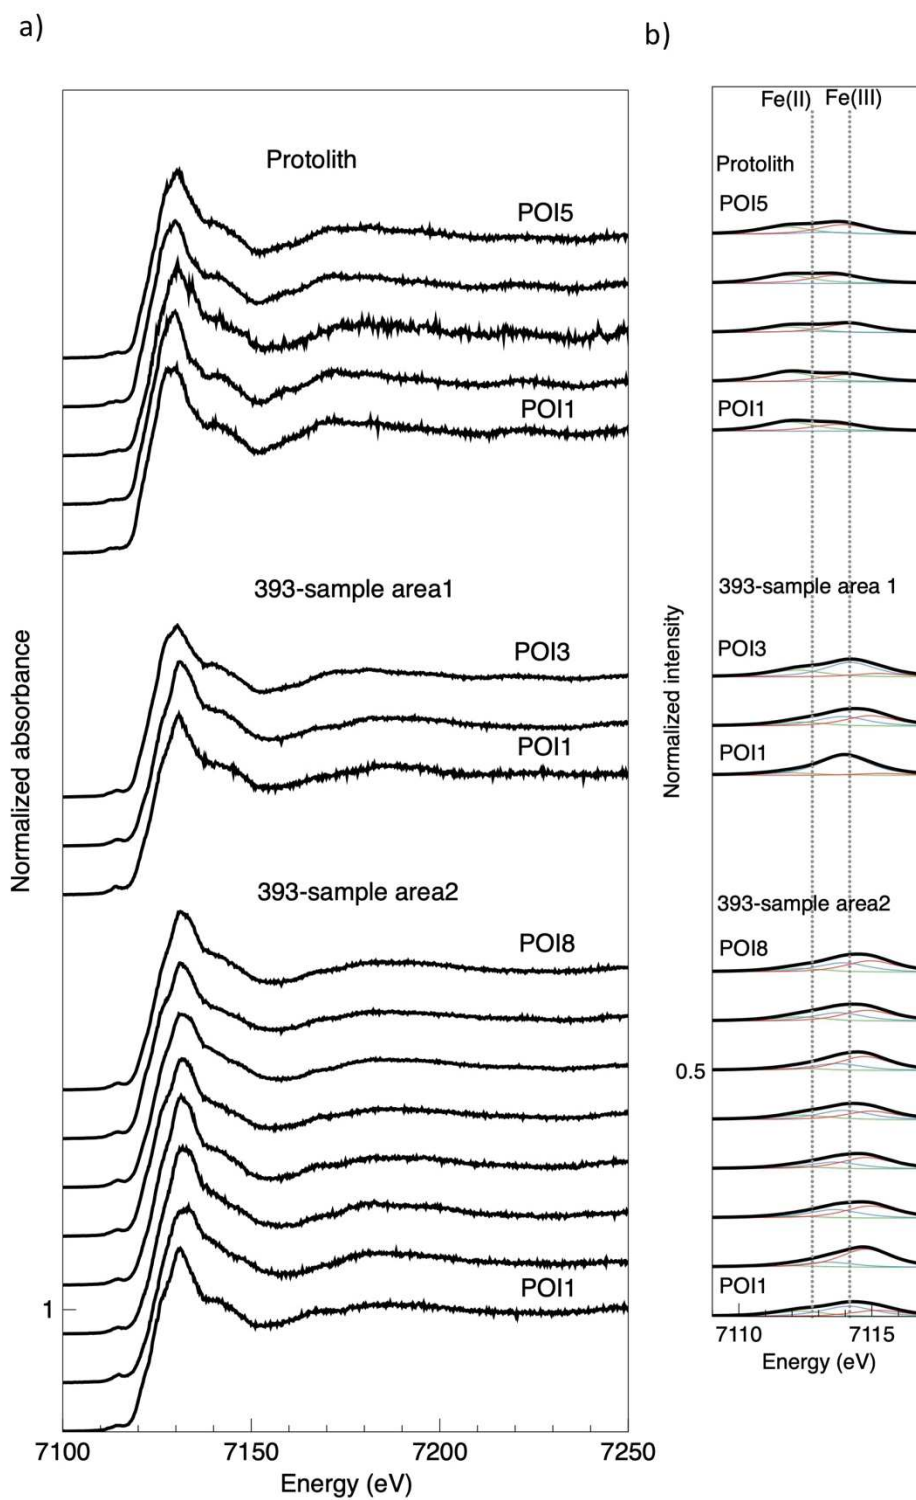 a)
Protolith
POI5
POI1
393-sample area1
POI3
POI1
393-sample area2
POI8
POI1
Normalized absorbance
1
7100 7150 7200 7250
Energy (eV)
b)
Fe(II) Fe(III)
Protolith
POI5
POI1
393-sample area 1
POI3
POI1
393-sample area2
POI8
POI1
Normalized intensity
0.5
7110 7115
Energy (eV)